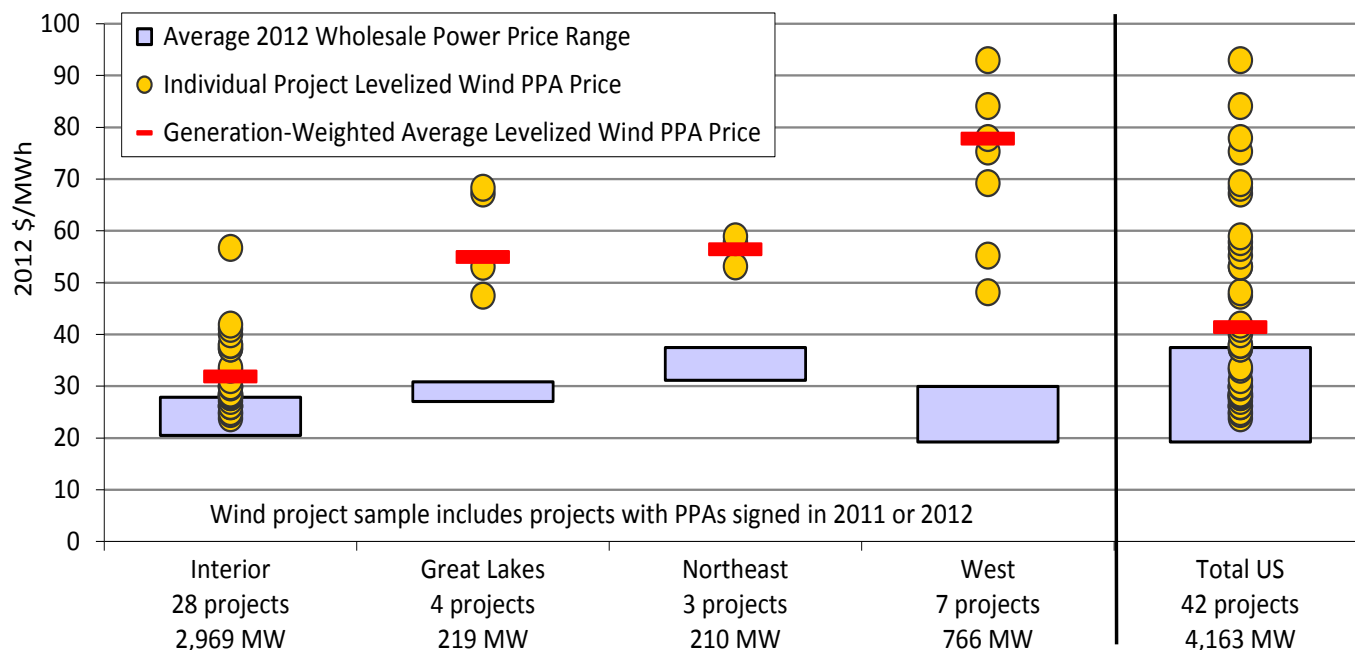 100
90
80
70
60
50
40
30
20
10
0
2012 $/MWh
Average 2012 Wholesale Power Price Range
Individual Project Levelized Wind PPA Price
Generation-Weighted Average Levelized Wind PPA Price
Wind project sample includes projects with PPAs signed in 2011 or 2012
Interior
28 projects
2,969 MW
Great Lakes
4 projects
219 MW
Northeast
3 projects
210 MW
West
7 projects
766 MW
Total US
42 projects
4,163 MW